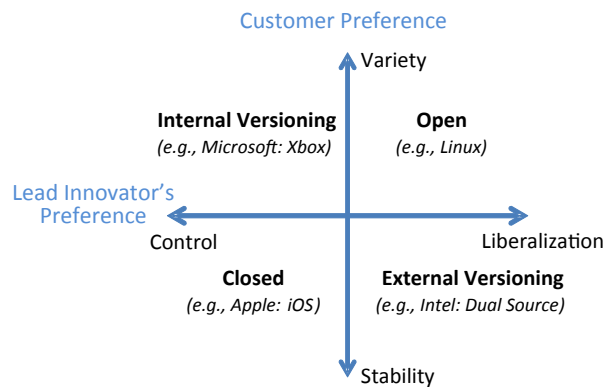 Customer Preference
Variety
Internal Versioning
(e.g., Microsoft: Xbox)
Open
(e.g., Linux)
Lead Innovator’s
Preference
Control
Liberalization
Closed
(e.g., Apple: iOS)
External Versioning
(e.g., Intel: Dual Source)
Stability